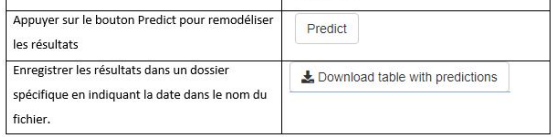 Appuyer sur le bouton Predict pour remodéliser
les résultats
Predict
Enregistrer les résultats dans un dossier
spécifique en indiquant la date dans le nom du
fichier.
Download table with predictions